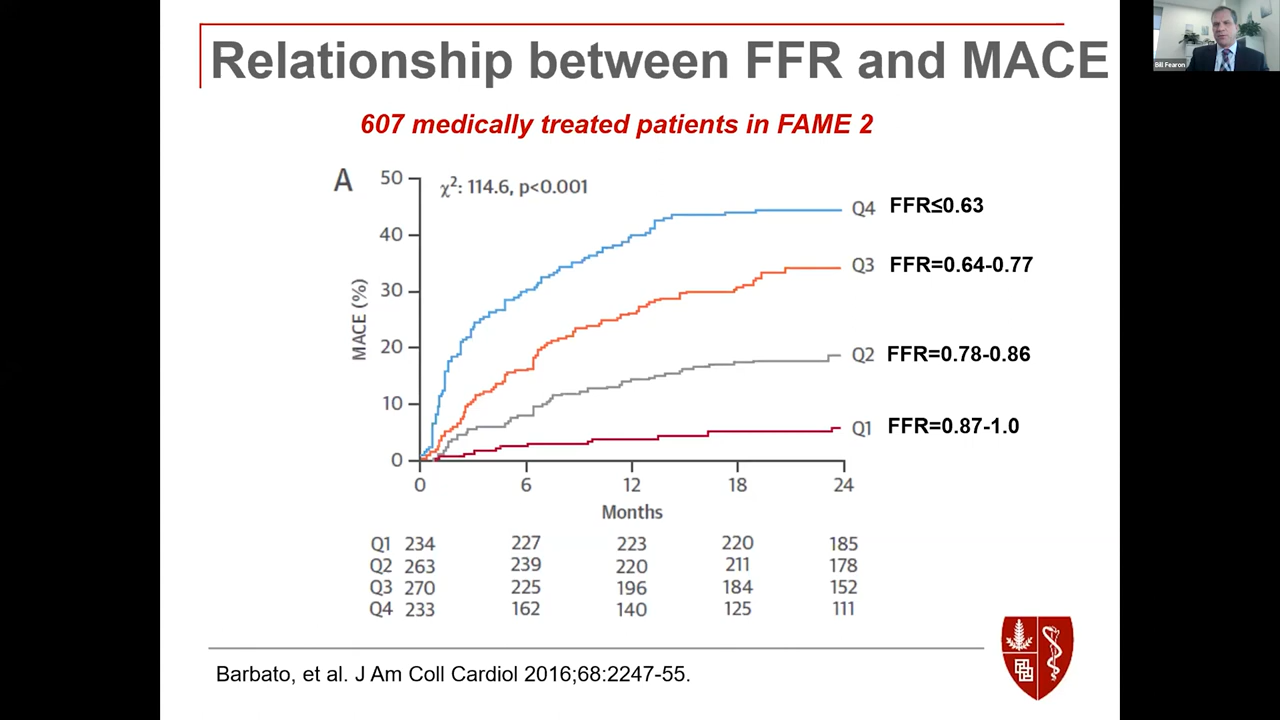 Relationship between FFR and MACE
Bill Fearon
607 medically treated patients in FAME 2
A
χ²: 114.6, p<0.001
MACE (%)
50
40
30
20
10
0
Q4 FFR≤0.63
Q3 FFR=0.64-0.77
Q2 FFR=0.78-0.86
Q1 FFR=0.87-1.0
0 6 12 18 24
Months
Q1 234 227 223 220 185
Q2 263 239 220 211 178
Q3 270 225 196 184 152
Q4 233 162 140 125 111
Barbato, et al. J Am Coll Cardiol 2016;68:2247-55.